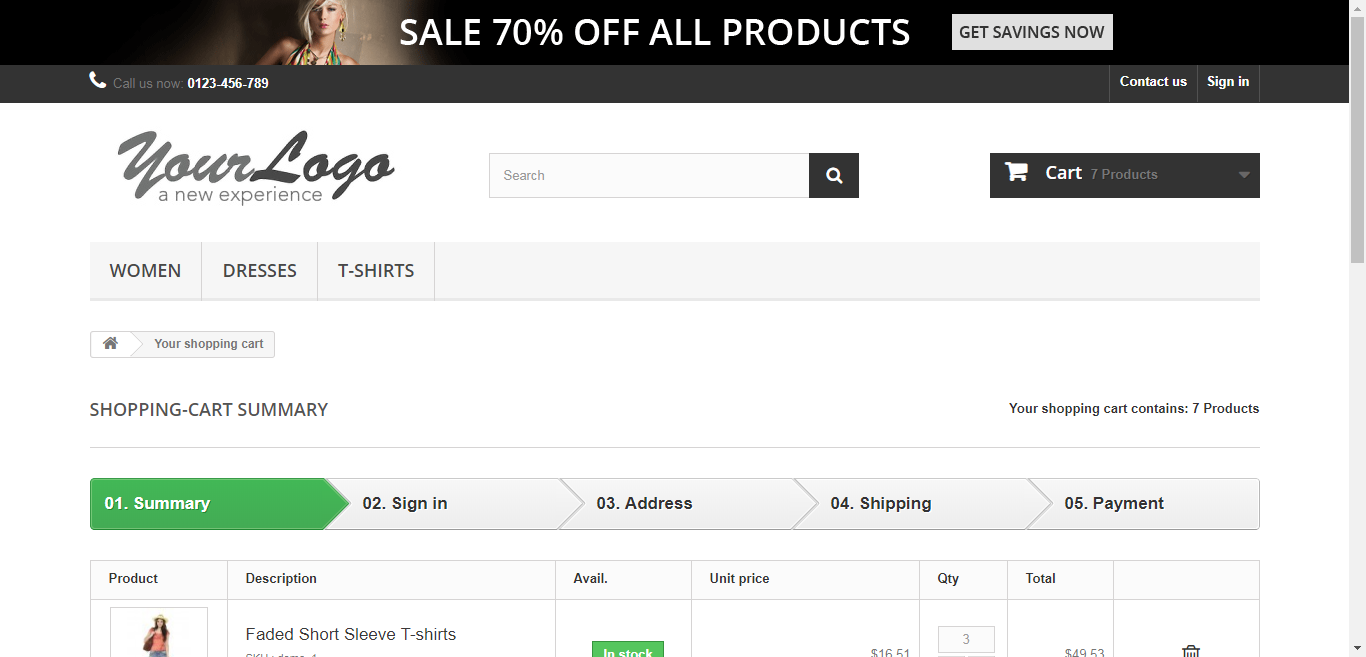 SALE 70% OFF ALL PRODUCTS GET SAVINGS NOW
Call us now: 0123-456-789 Contact us Sign in
Your Logo
a new experience
Search
Cart 7 Products
WOMEN DRESSES T-SHIRTS
Your shopping cart
SHOPPING-CART SUMMARY Your shopping cart contains: 7 Products
01. Summary 02. Sign in 03. Address 04. Shipping 05. Payment
Product Description Avail. Unit price Qty Total
Faded Short Sleeve T-shirts
3
In stock $16.51 $49.53